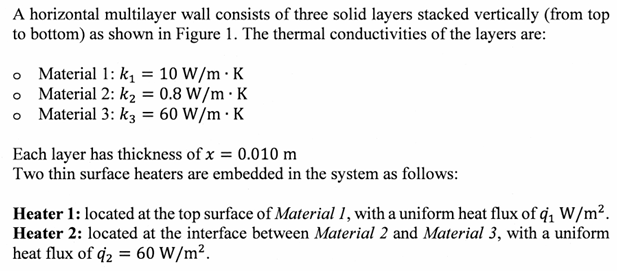 A horizontal multilayer wall consists of three solid layers stacked vertically (from top
to bottom) as shown in Figure 1. The thermal conductivities of the layers are:
○ Material 1: k₁ = 10 W/m · K
○ Material 2: k₂ = 0.8 W/m · K
○ Material 3: k₃ = 60 W/m · K
Each layer has thickness of x = 0.010 m
Two thin surface heaters are embedded in the system as follows:
Heater 1: located at the top surface of Material 1, with a uniform heat flux of q̇₁ W/m².
Heater 2: located at the interface between Material 2 and Material 3, with a uniform
heat flux of q̇₂ = 60 W/m².